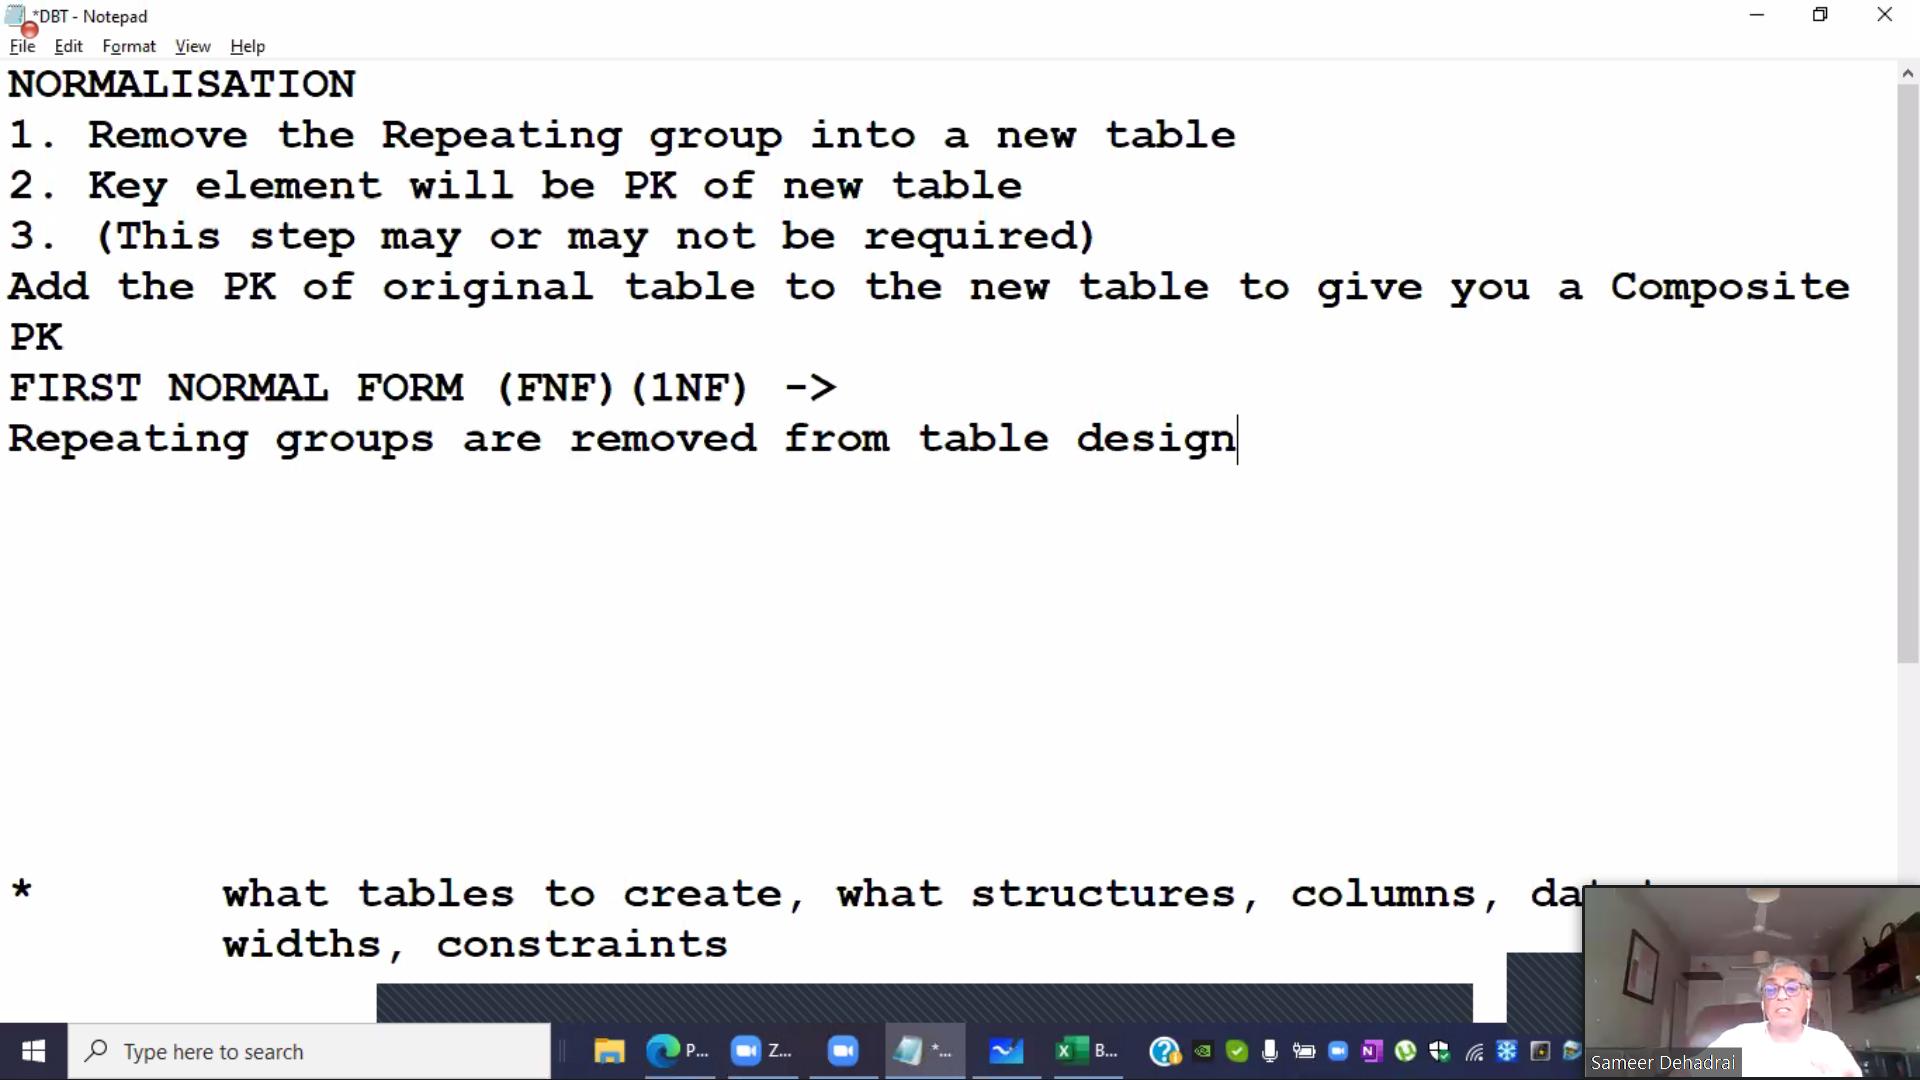 *DBT - Notepad
File Edit Format View Help
NORMALISATION
1. Remove the Repeating group into a new table
2. Key element will be PK of new table
3. (This step may or may not be required)
Add the PK of original table to the new table to give you a Composite
PK
FIRST NORMAL FORM (FNF)(1NF) ->
Repeating groups are removed from table design
* what tables to create, what structures, columns,
widths, constraints
Type here to search
P... Z... *... B...
Sameer Dehadrai